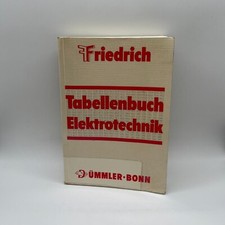 Friedrich
Tabellenbuch
Elektrotechnik
DÜMMLER·BONN